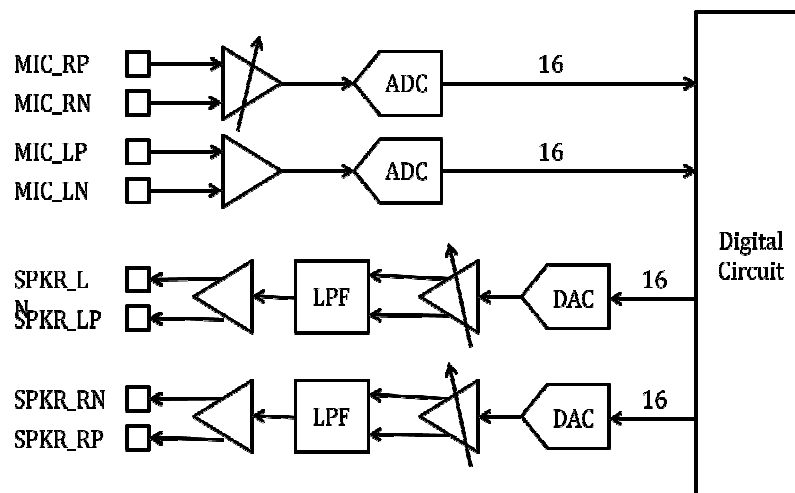 MIC_RP
ADC
16
MIC_RN
MIC_LP
ADC
16
MIC_LN
Digital
Circuit
SPKR_L
N
LPF
DAC
16
SPKR_LP
SPKR_RN
LPF
DAC
16
SPKR_RP